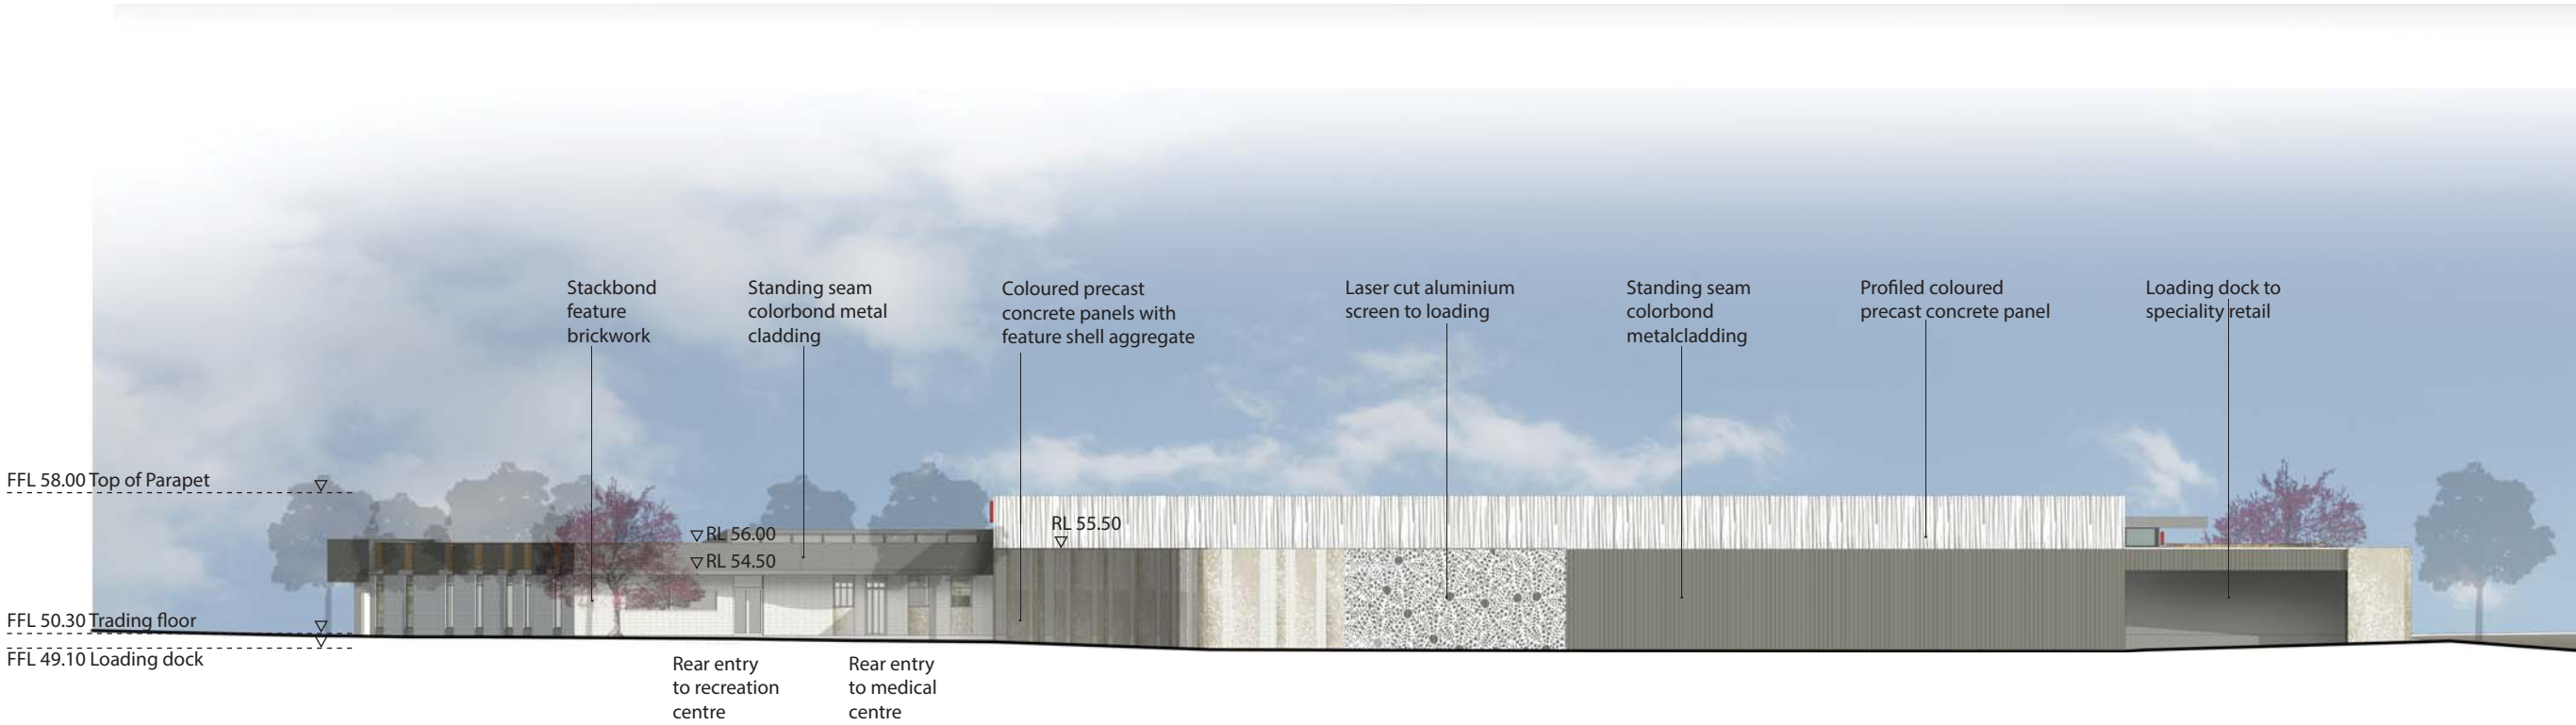 Stackbond
feature
brickwork
Standing seam
colorbond metal
cladding
Coloured precast
concrete panels with
feature shell aggregate
Laser cut aluminium
screen to loading
Standing seam
colorbond
metalcladding
Profiled coloured
precast concrete panel
Loading dock to
speciality retail
FFL 58.00 Top of Parapet
RL 56.00
RL 55.50
RL 54.50
FFL 50.30 Trading floor
FFL 49.10 Loading dock
Rear entry
to recreation
centre
Rear entry
to medical
centre